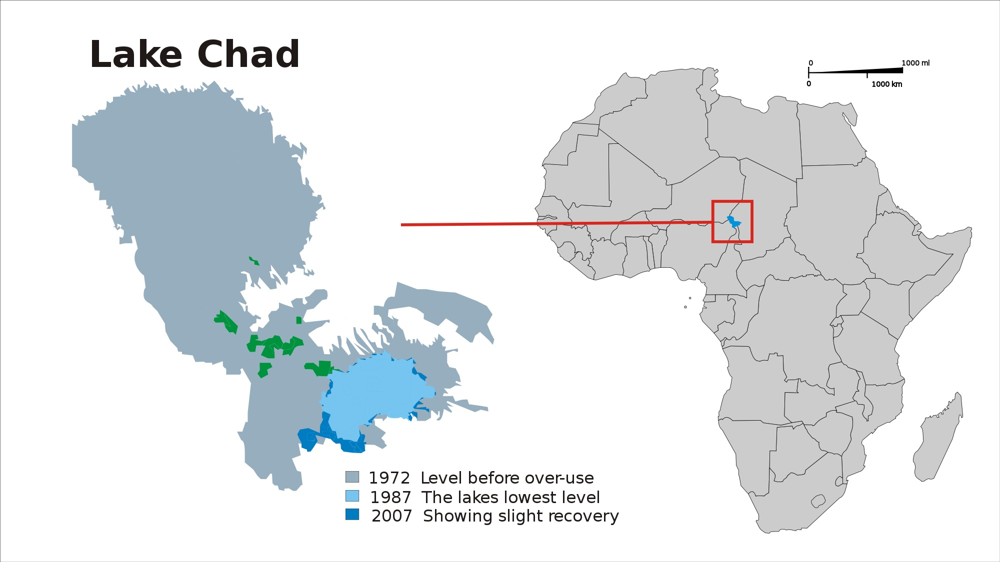 Lake Chad
0 1000 mi
0 1000 km
1972 Level before over-use
1987 The lakes lowest level
2007 Showing slight recovery